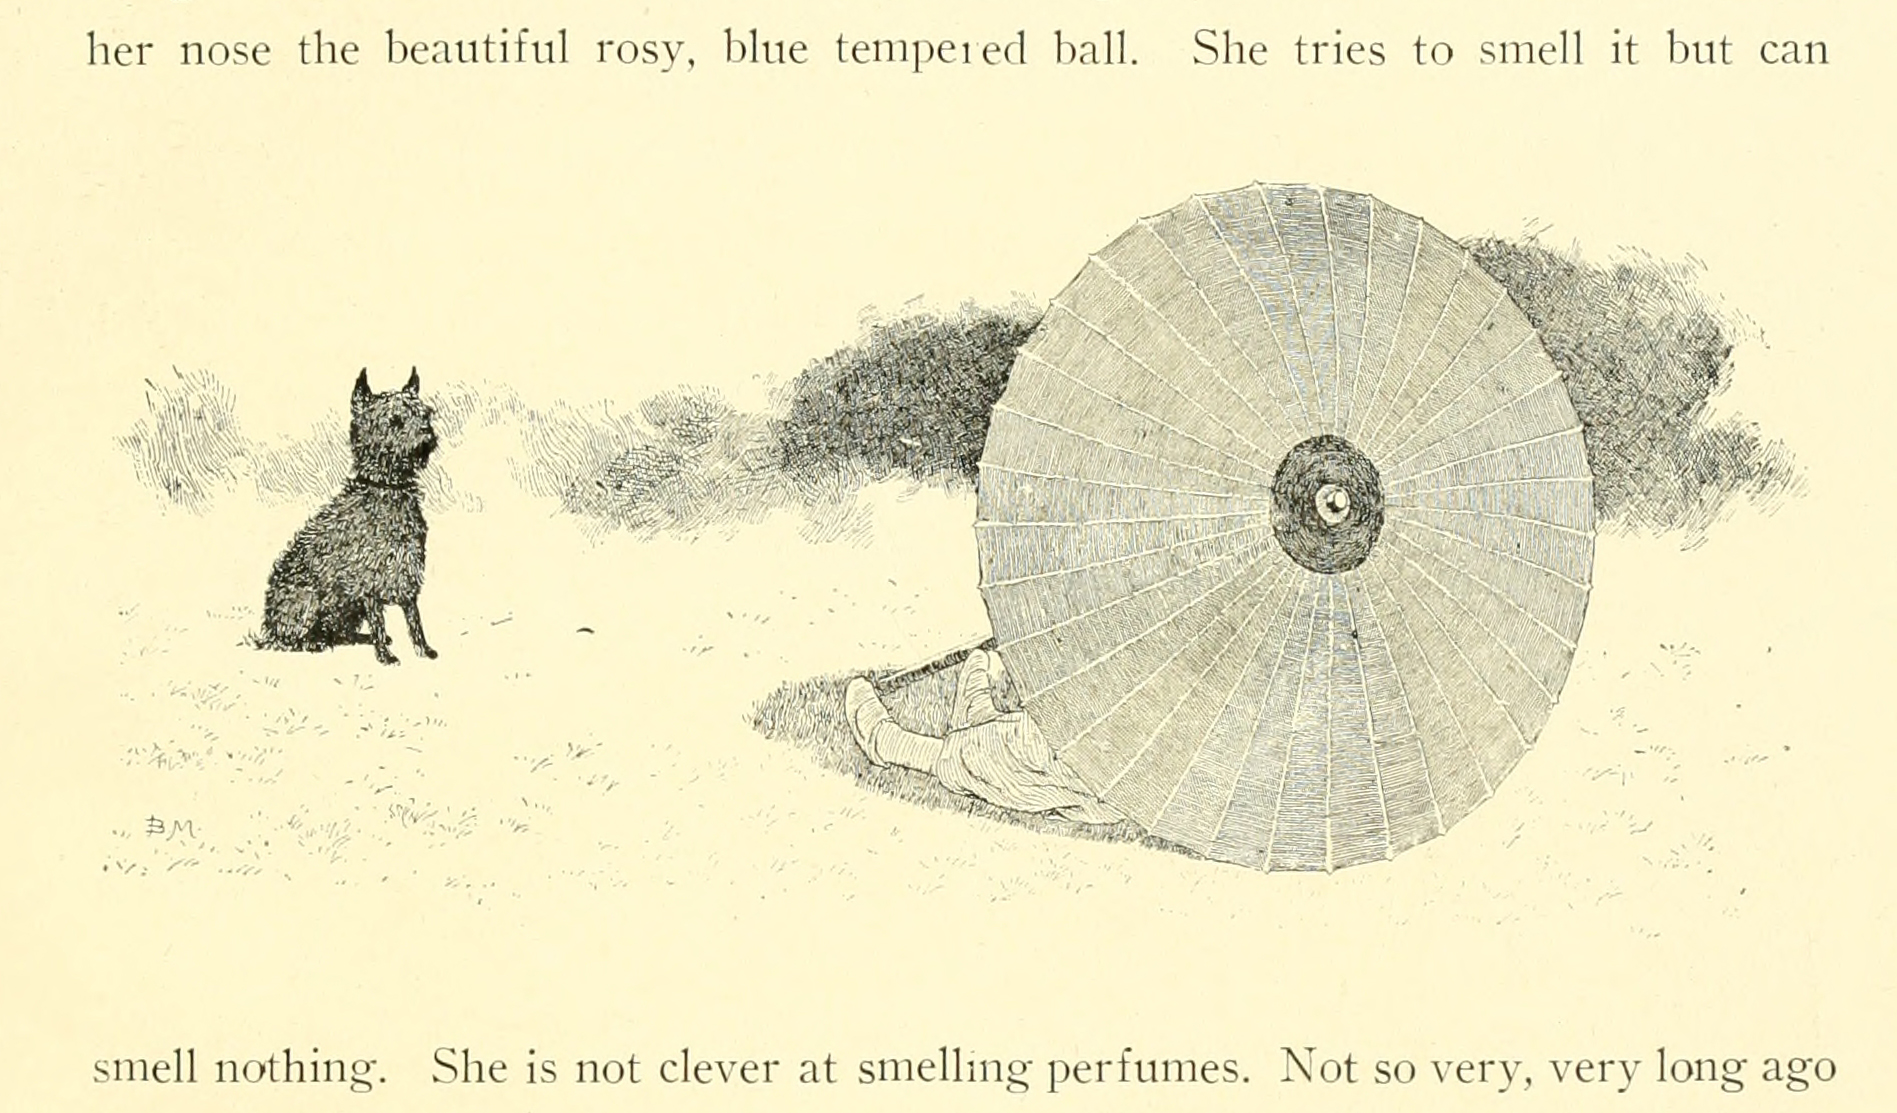 her nose the beautiful rosy, blue tempered ball. She tries to smell it but can
BM
smell nothing. She is not clever at smelling perfumes. Not so very, very long ago